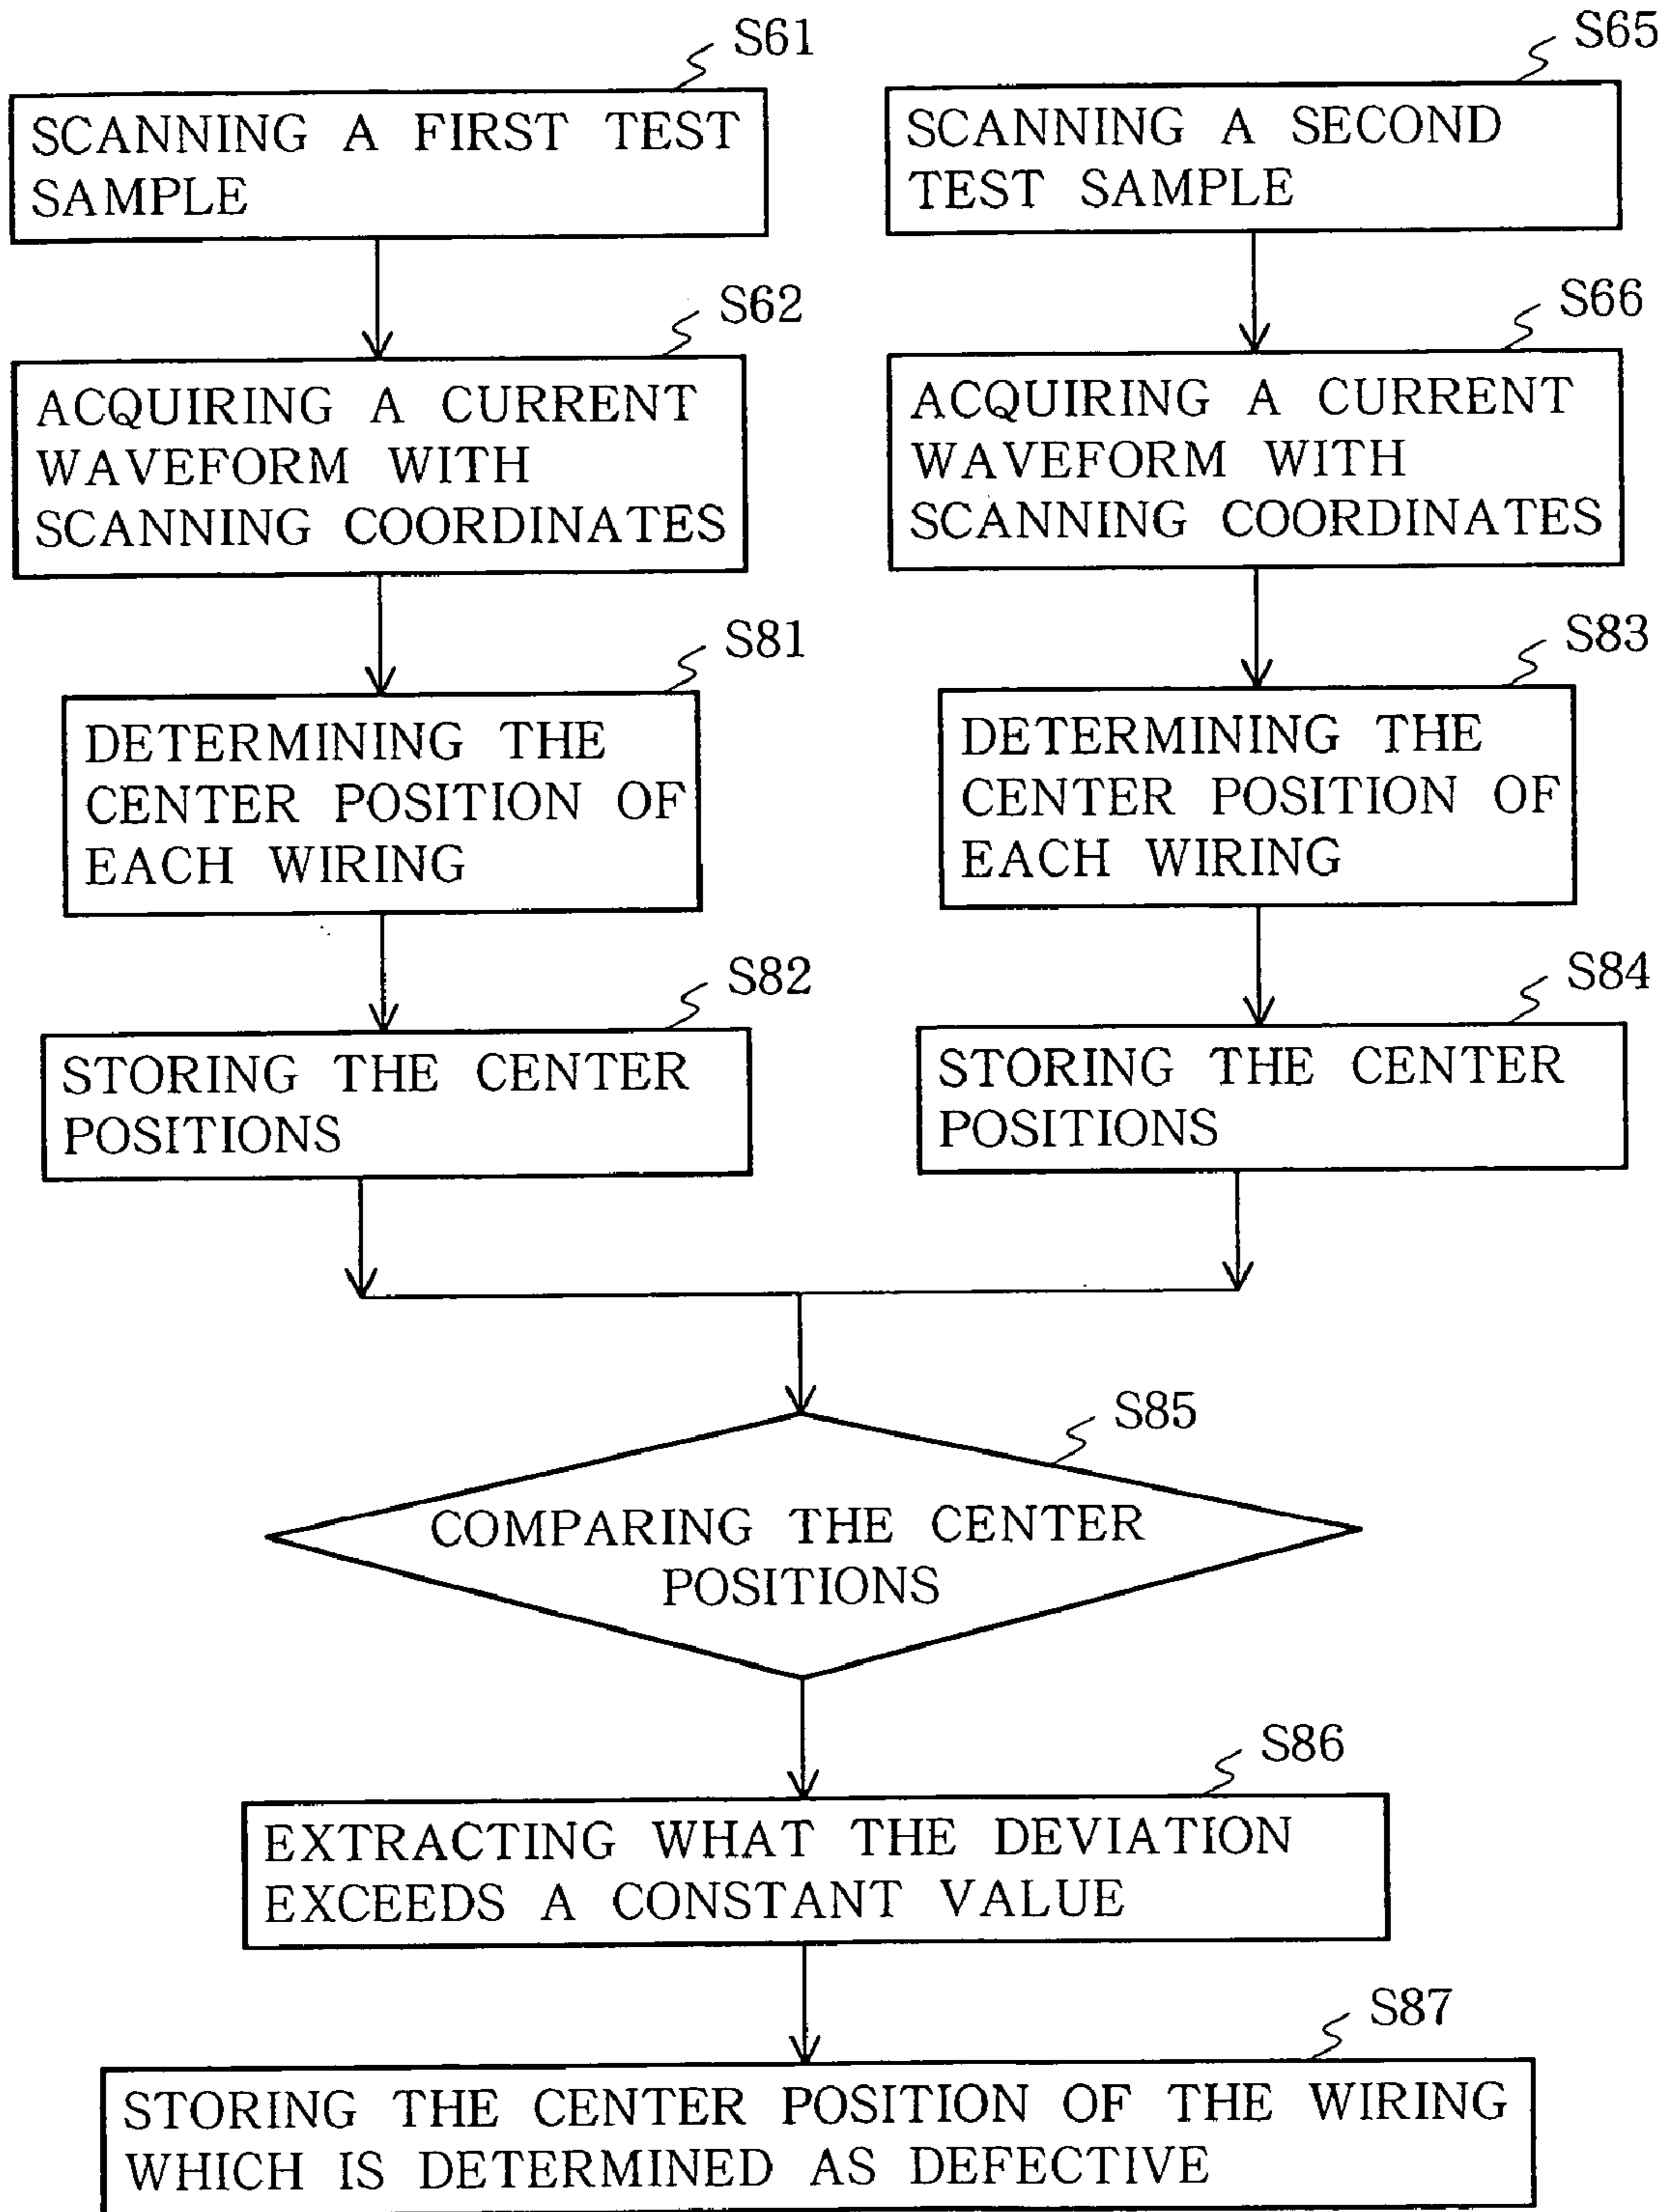 S61
SCANNING A FIRST TEST
SAMPLE
S62
ACQUIRING A CURRENT
WAVEFORM WITH
SCANNING COORDINATES
S81
DETERMINING THE
CENTER POSITION OF
EACH WIRING
S82
STORING THE CENTER
POSITIONS
S65
SCANNING A SECOND
TEST SAMPLE
S66
ACQUIRING A CURRENT
WAVEFORM WITH
SCANNING COORDINATES
S83
DETERMINING THE
CENTER POSITION OF
EACH WIRING
S84
STORING THE CENTER
POSITIONS
S85
COMPARING THE CENTER
POSITIONS
S86
EXTRACTING WHAT THE DEVIATION
EXCEEDS A CONSTANT VALUE
S87
STORING THE CENTER POSITION OF THE WIRING
WHICH IS DETERMINED AS DEFECTIVE